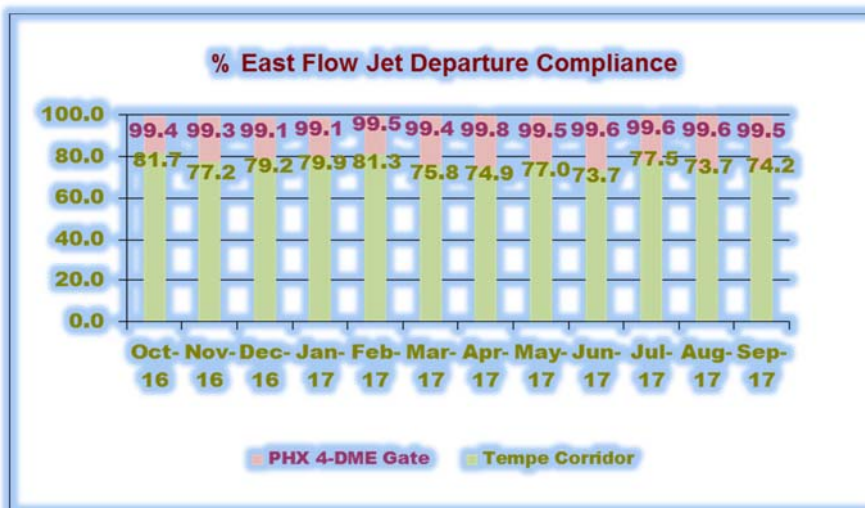 % East Flow Jet Departure Compliance
100.0
99.4 99.3 99.1 99.1 99.5 99.4 99.8 99.5 99.6 99.6 99.6 99.5
80.0
81.7 77.2 79.2 79.9 81.3 75.8 74.9 77.0 73.7 77.5 73.7 74.2
60.0
40.0
20.0
0.0
Oct- Nov- Dec- Jan- Feb- Mar- Apr- May- Jun- Jul- Aug- Sep-
16 16 16 17 17 17 17 17 17 17 17 17
PHX 4-DME Gate Tempe Corridor